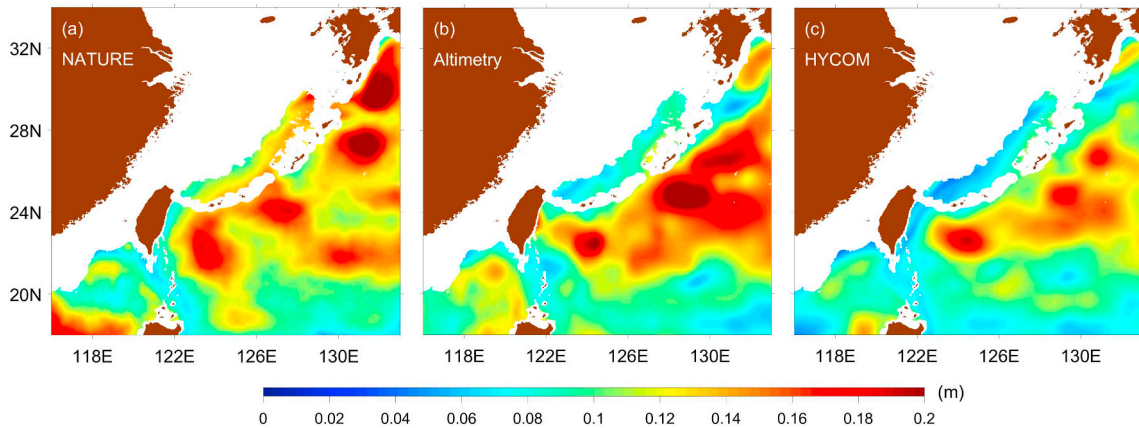 (a)
NATURE
(b)
Altimetry
(c)
HYCOM
32N
28N
24N
20N
118E 122E 126E 130E
118E 122E 126E 130E
118E 122E 126E 130E
(m)
0 0.02 0.04 0.06 0.08 0.1 0.12 0.14 0.16 0.18 0.2